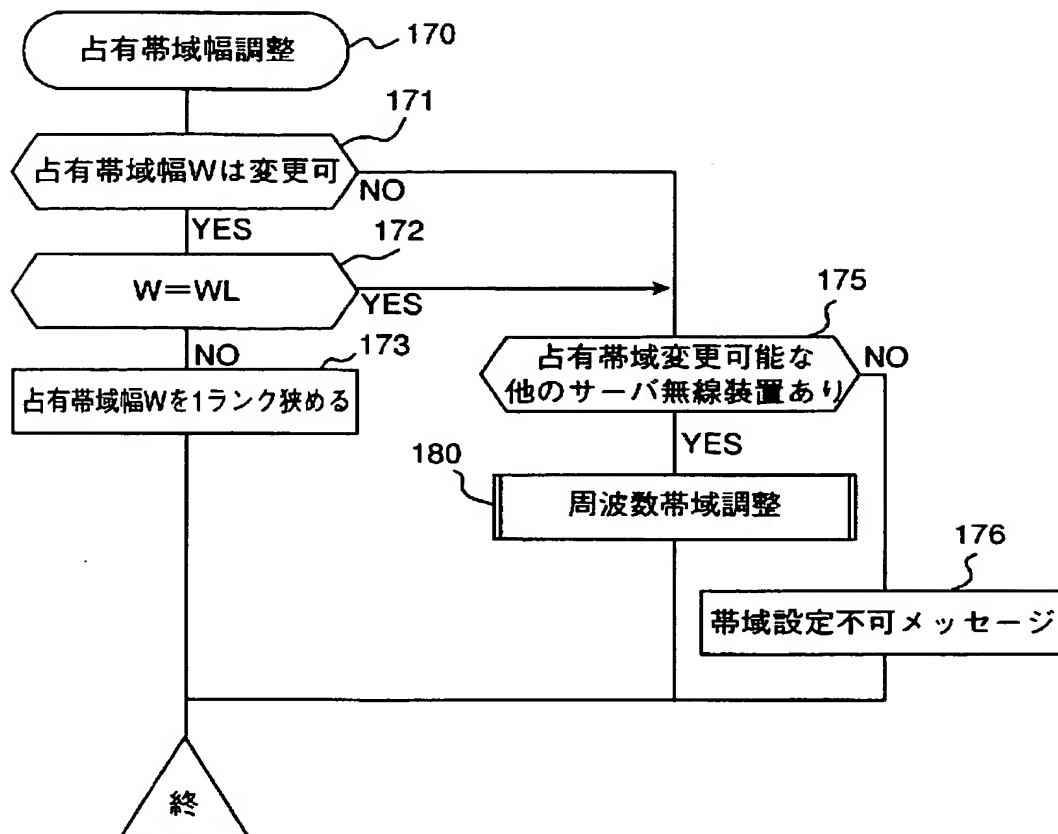 占有帯域幅調整
170
171
占有帯域幅Wは変更可
NO
YES
172
W＝WL
YES
NO
173
占有帯域幅Wを1ランク狭める
175
占有帯域変更可能な
他のサーバ無線装置あり
NO
YES
180
周波数帯域調整
176
帯域設定不可メッセージ
終